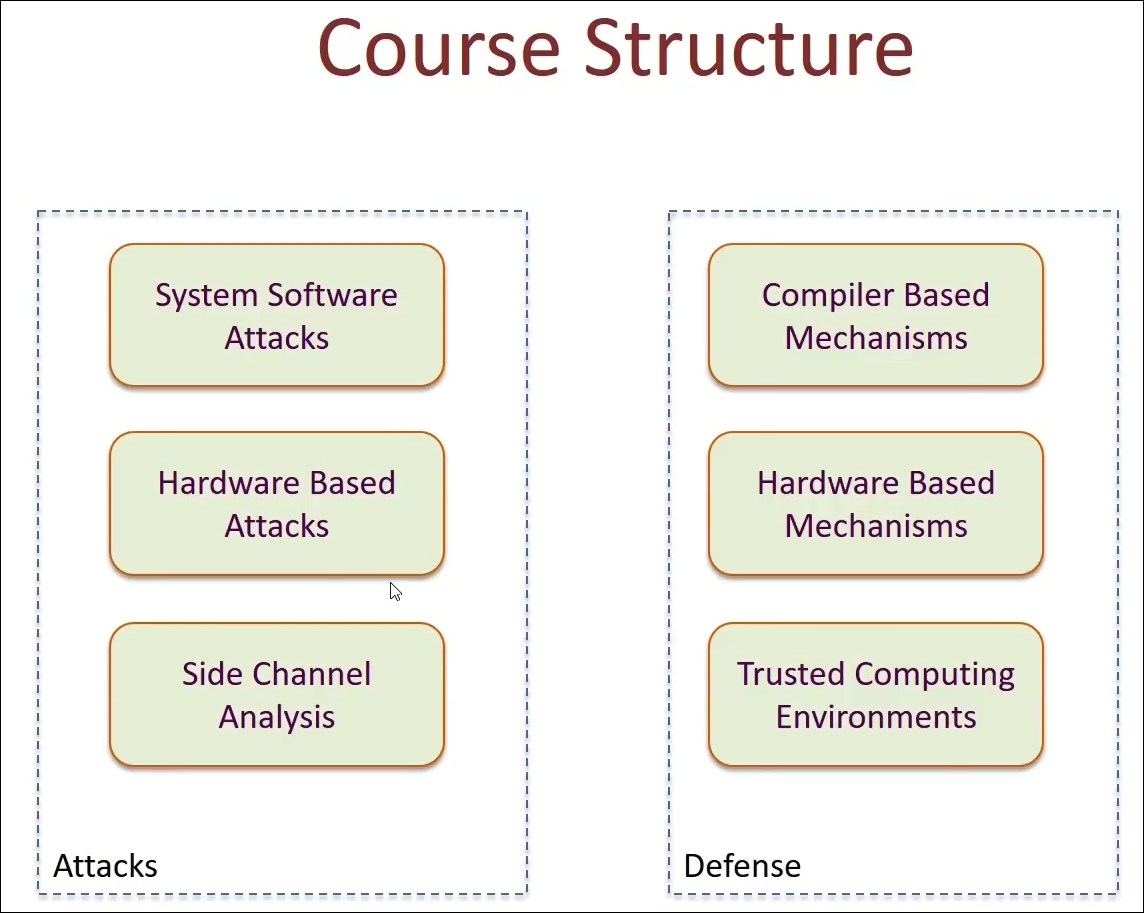 Course Structure
System Software
Attacks
Hardware Based
Attacks
Side Channel
Analysis
Attacks
Compiler Based
Mechanisms
Hardware Based
Mechanisms
Trusted Computing
Environments
Defense